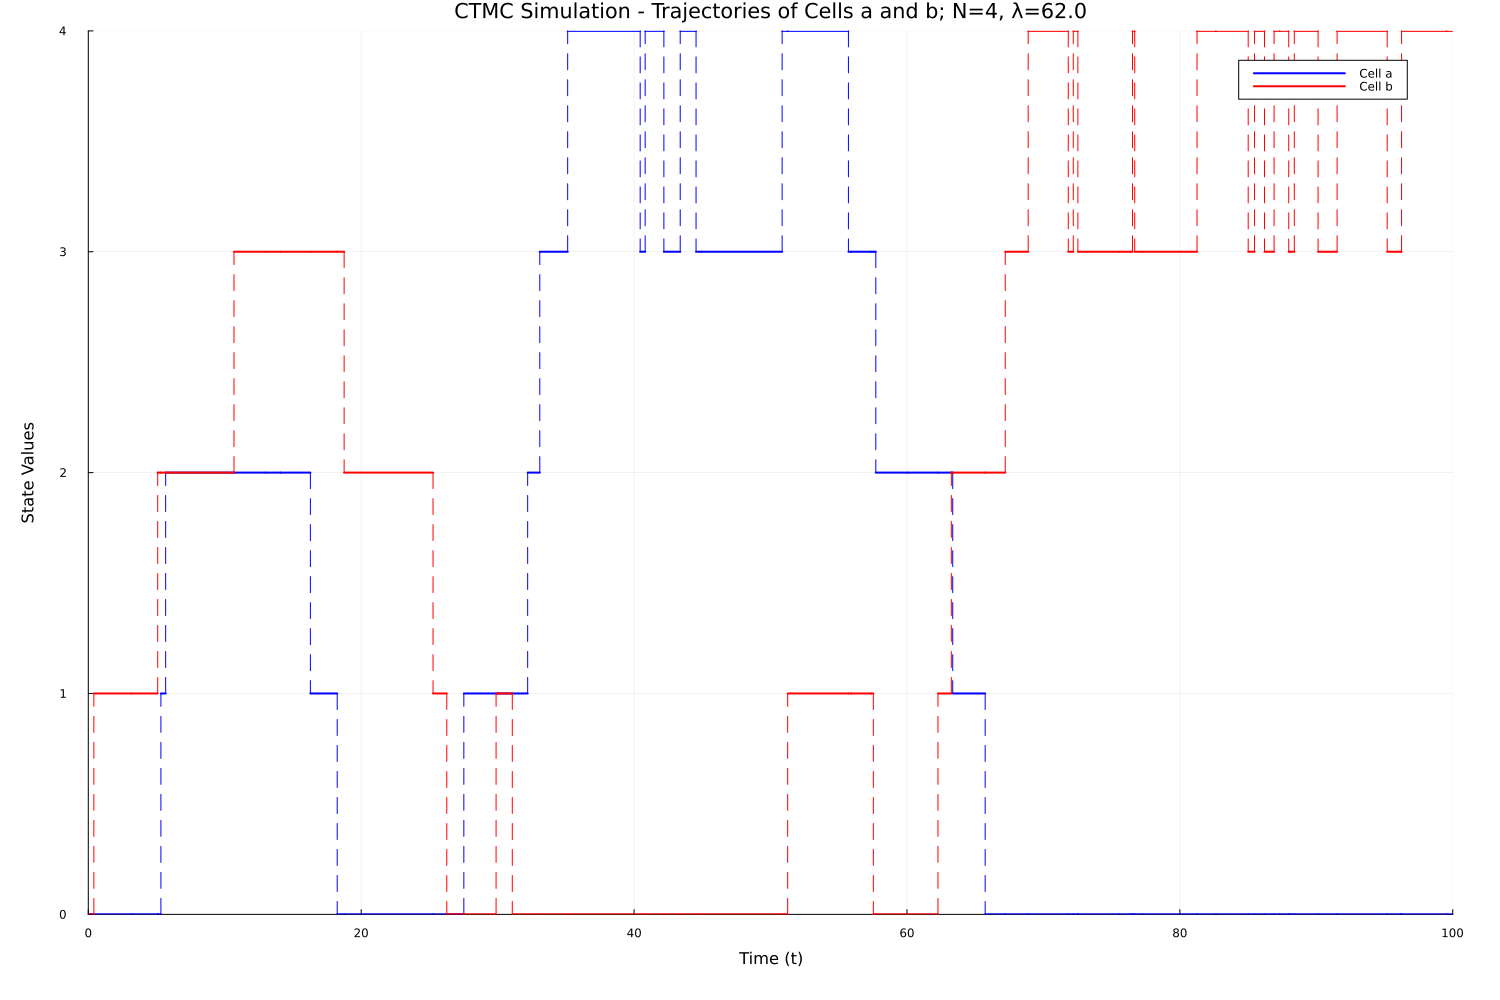 CTMC Simulation - Trajectories of Cells a and b; N=4, λ=62.0
4
Cell a
Cell b
3
State Values
2
1
0
0 20 40 60 80 100
Time (t)